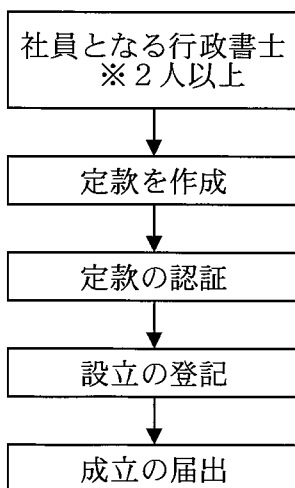 社員となる行政書士
※２人以上
定款を作成
定款の認証
設立の登記
成立の届出